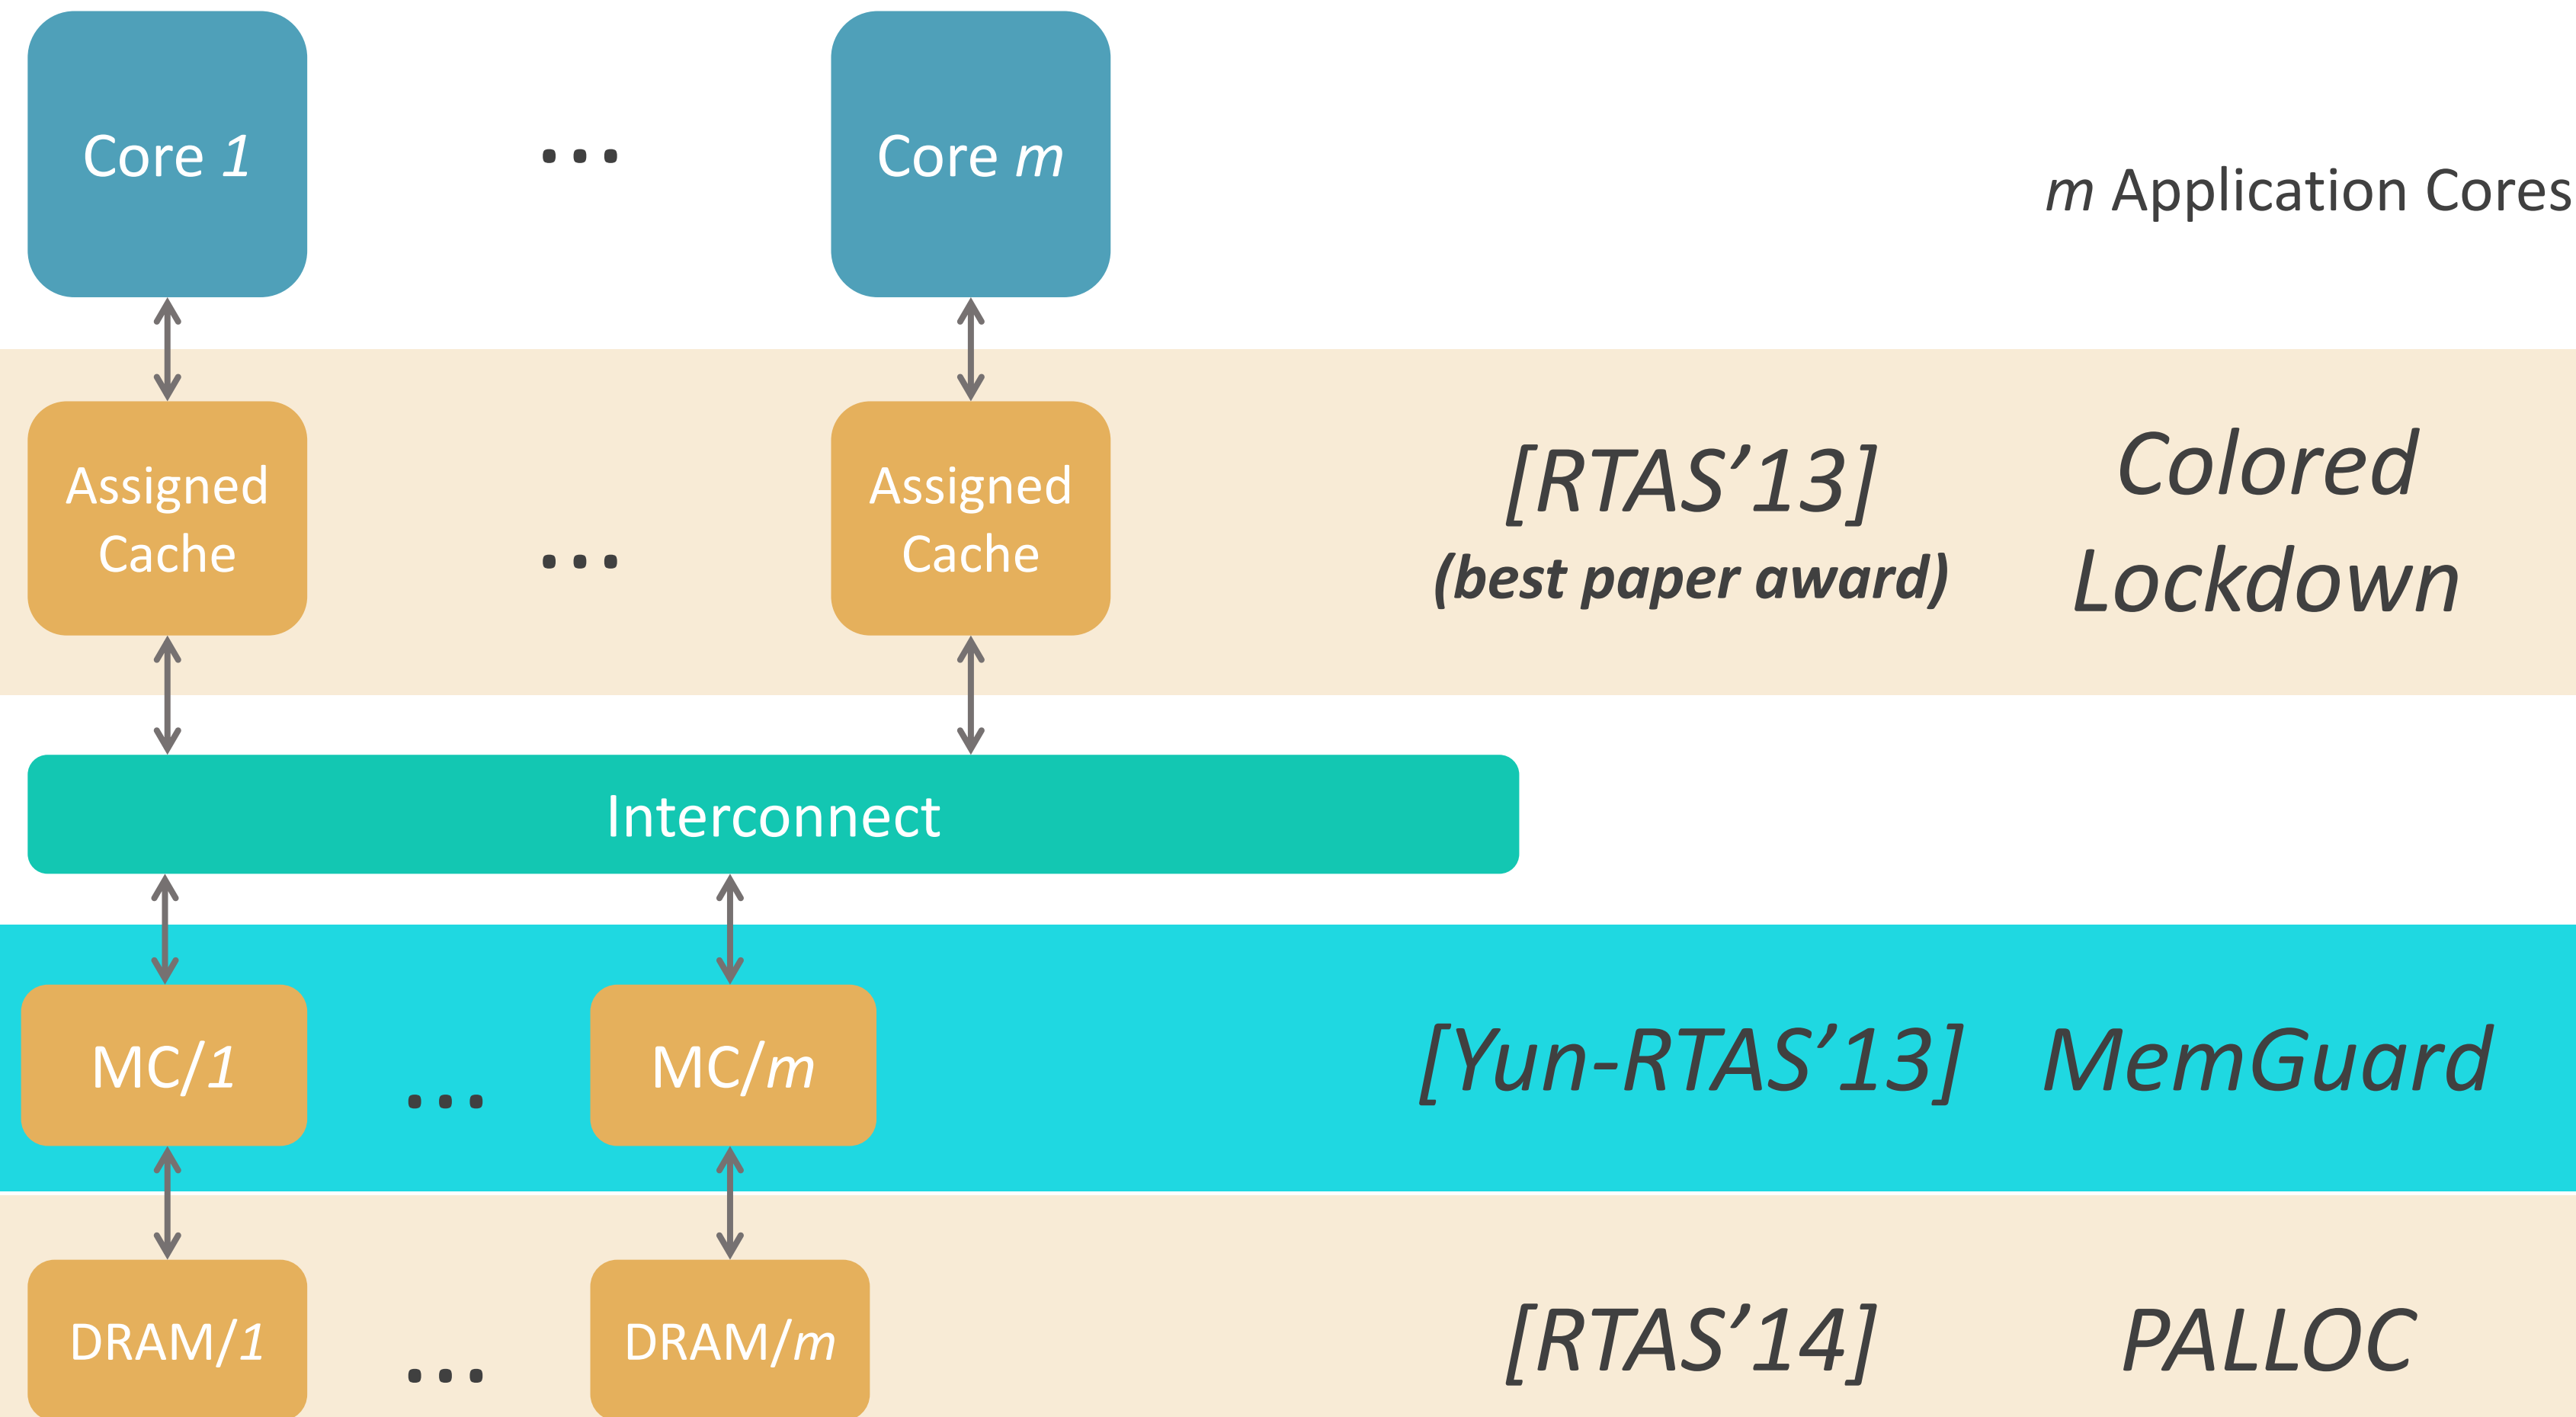 Core 1
...
Core m
m Application Cores
Assigned
Cache
...
Assigned
Cache
[RTAS’13]
(best paper award)
Colored
Lockdown
Interconnect
MC/1
...
MC/m
[Yun-RTAS’13]
MemGuard
DRAM/1
...
DRAM/m
[RTAS’14]
PALLOC